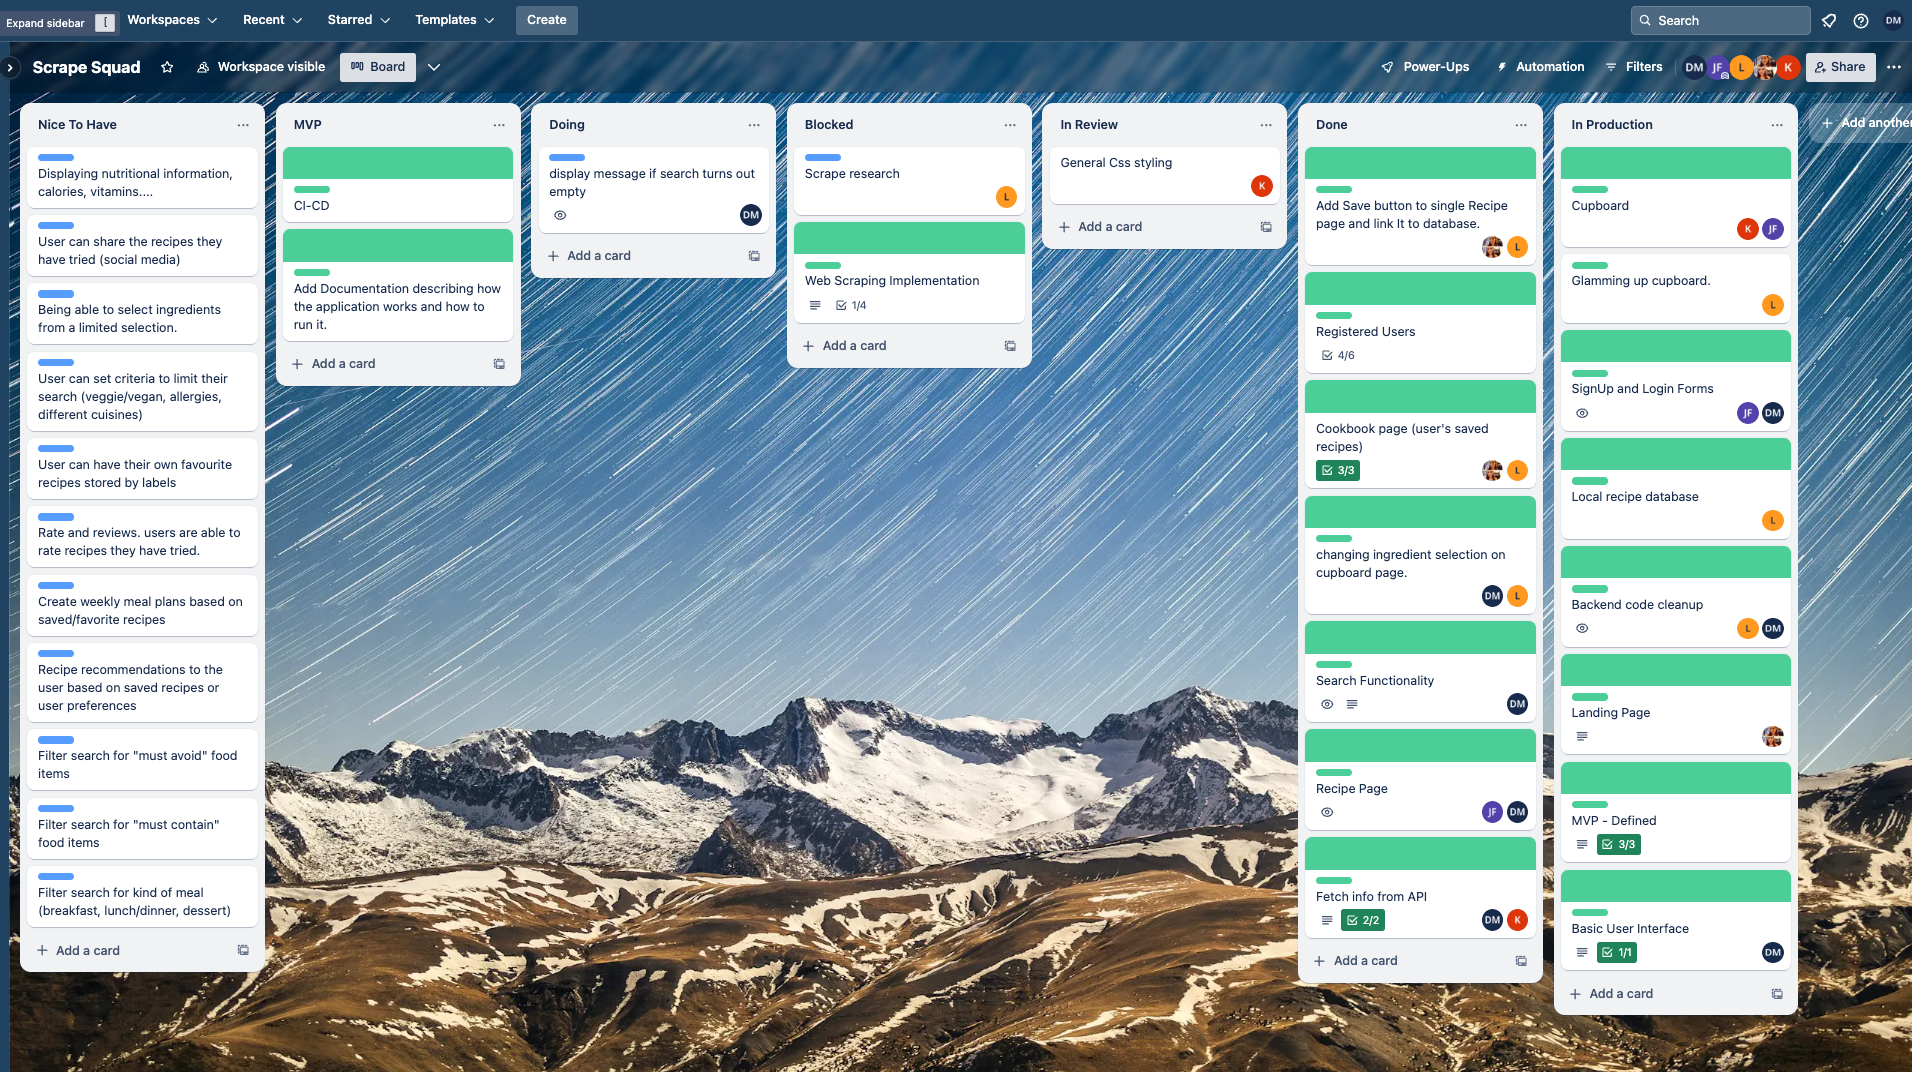 Expand sidebar [
Workspaces
Recent
Starred
Templates
Create
Search
DM
Scrape Squad
Workspace visible
Board
Power-Ups
Automation
Filters
DM
JF
L
K
Share
Nice To Have
Displaying nutritional information,
calories, vitamins....
User can share the recipes they
have tried (social media)
Being able to select ingredients
from a limited selection.
User can set criteria to limit their
search (veggie/vegan, allergies,
different cuisines)
User can have their own favourite
recipes stored by labels
Rate and reviews. users are able to
rate recipes they have tried.
Create weekly meal plans based on
saved/favorite recipes
Recipe recommendations to the
user based on saved recipes or
user preferences
Filter search for "must avoid" food
items
Filter search for "must contain"
food items
Filter search for kind of meal
(breakfast, lunch/dinner, dessert)
Add a card
MVP
CI-CD
Add Documentation describing how
the application works and how to
run it.
Add a card
Doing
display message if search turns out
empty
DM
Add a card
Blocked
Scrape research
L
Web Scraping Implementation
1/4
Add a card
In Review
General Css styling
K
Add a card
Done
Add Save button to single Recipe
page and link It to database.
L
Registered Users
4/6
Cookbook page (user's saved
recipes)
3/3
L
changing ingredient selection on
cupboard page.
DM L
Search Functionality
DM
Recipe Page
JF DM
Fetch info from API
2/2
DM K
Add a card
In Production
Cupboard
K JF
Glamming up cupboard.
L
SignUp and Login Forms
JF DM
Local recipe database
L
Backend code cleanup
L DM
Landing Page
MVP - Defined
3/3
Basic User Interface
1/1
DM
Add a card
Add another